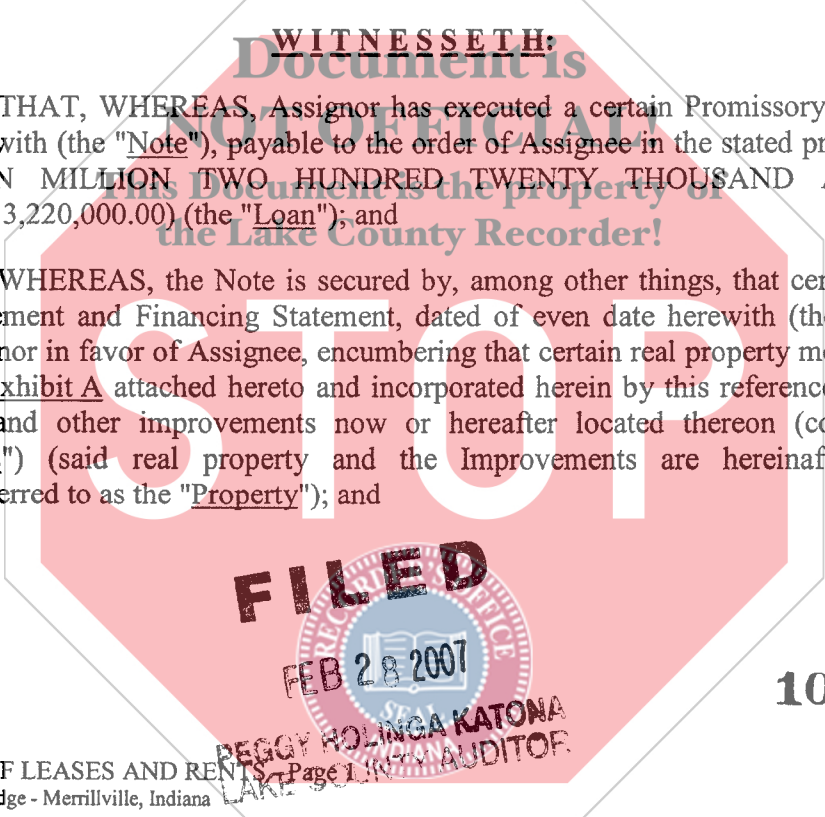 WITNESSETH:
Document is
THAT, WHEREAS, Assignor has executed a certain Promissory
NOT OFFICIAL!
with (the "Note"), payable to the order of Assignee in the stated pr
N MILLION TWO HUNDRED TWENTY THOUSAND A
This Document is the property of
3,220,000.00) (the "Loan"); and
the Lake County Recorder!
WHEREAS, the Note is secured by, among other things, that cer
ement and Financing Statement, dated of even date herewith (the
nor in favor of Assignee, encumbering that certain real property mo
xhibit A attached hereto and incorporated herein by this reference
and other improvements now or hereafter located thereon (co
") (said real property and the Improvements are hereinaf
erred to as the "Property"); and
STOP
FILED
RECORDER'S OFFICE
FEB 28 2007
SEAL
INDIANA
PEGGY HOLINGA KATONA
LAKE COUNTY AUDITOR
10
F LEASES AND RENTS - Page 1
dge - Merrillville, Indiana